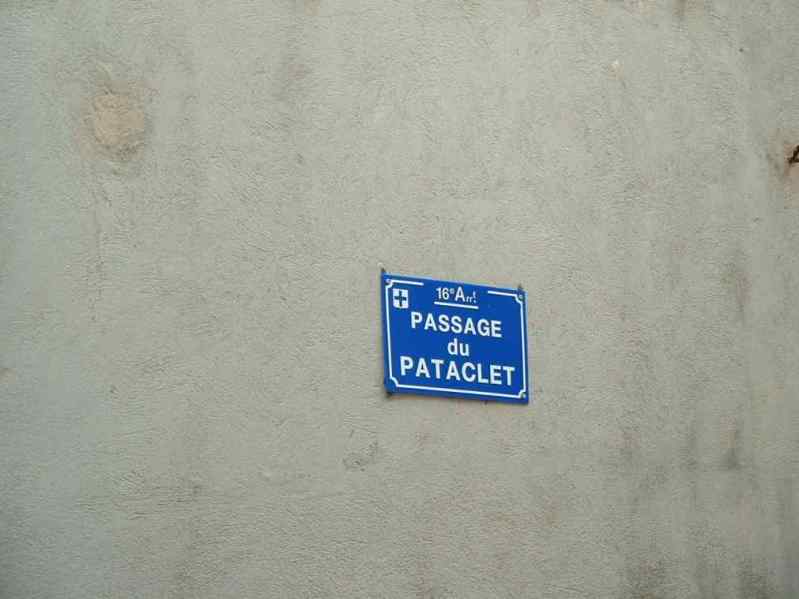 16e Arrt
PASSAGE
du
PATACLET